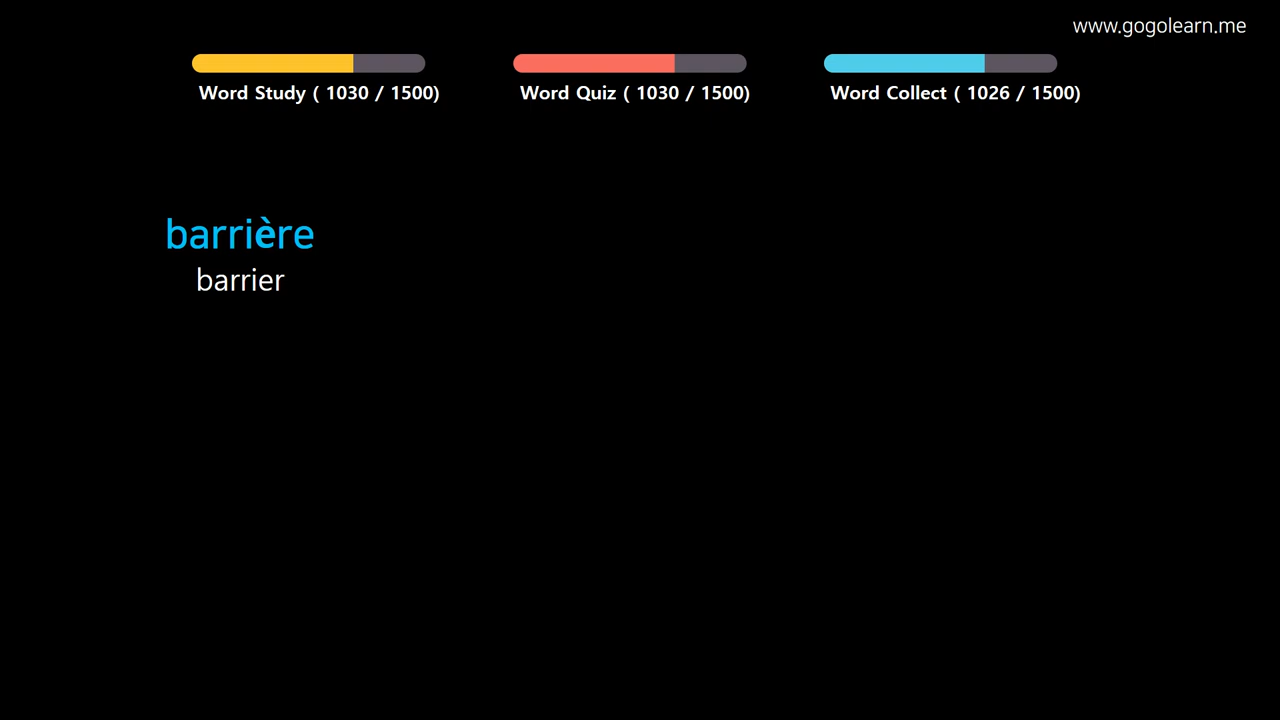 www.gogolearn.me
Word Study ( 1030 / 1500)
Word Quiz ( 1030 / 1500)
Word Collect ( 1026 / 1500)
barrière
barrier